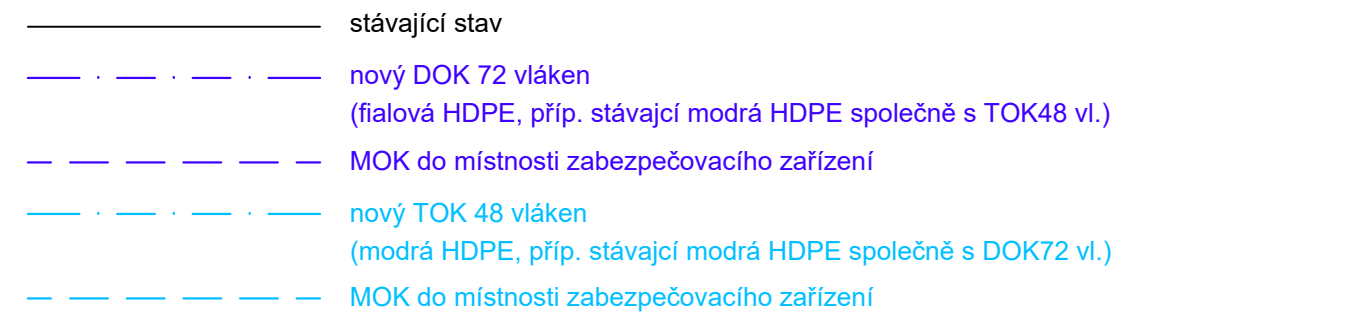 stávající stav
nový DOK 72 vláken
(fialová HDPE, příp. stávajcí modrá HDPE společně s TOK48 vl.)
MOK do místnosti zabezpečovacího zařízení
nový TOK 48 vláken
(modrá HDPE, příp. stávajcí modrá HDPE společně s DOK72 vl.)
MOK do místnosti zabezpečovacího zařízení